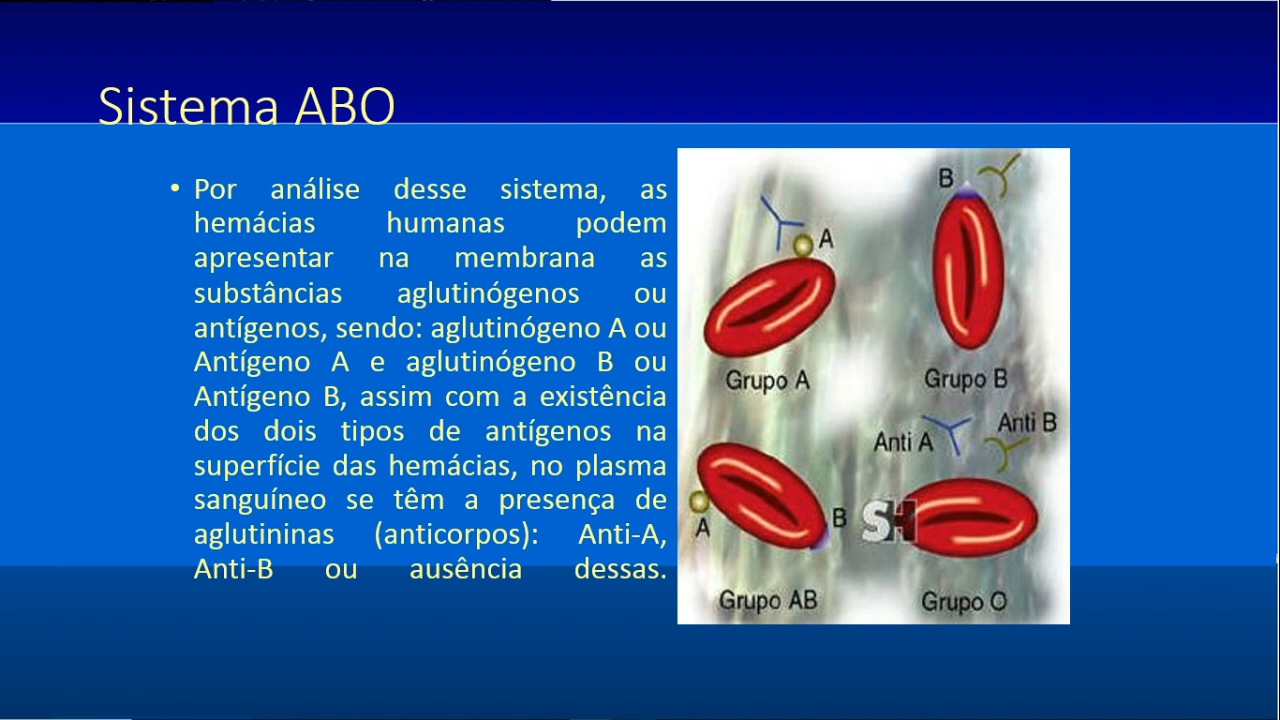 Sistema ABO
• Por análise desse sistema, as
hemácias humanas podem
apresentar na membrana as
substâncias aglutinógenos ou
antígenos, sendo: aglutinógeno A ou
Antígeno A e aglutinógeno B ou
Antígeno B, assim com a existência
dos dois tipos de antígenos na
superfície das hemácias, no plasma
sanguíneo se têm a presença de
aglutininas (anticorpos): Anti-A,
Anti-B ou ausência dessas.
B
A
Grupo A
Grupo B
Anti A
Anti B
A
B
SH
Grupo AB
Grupo O